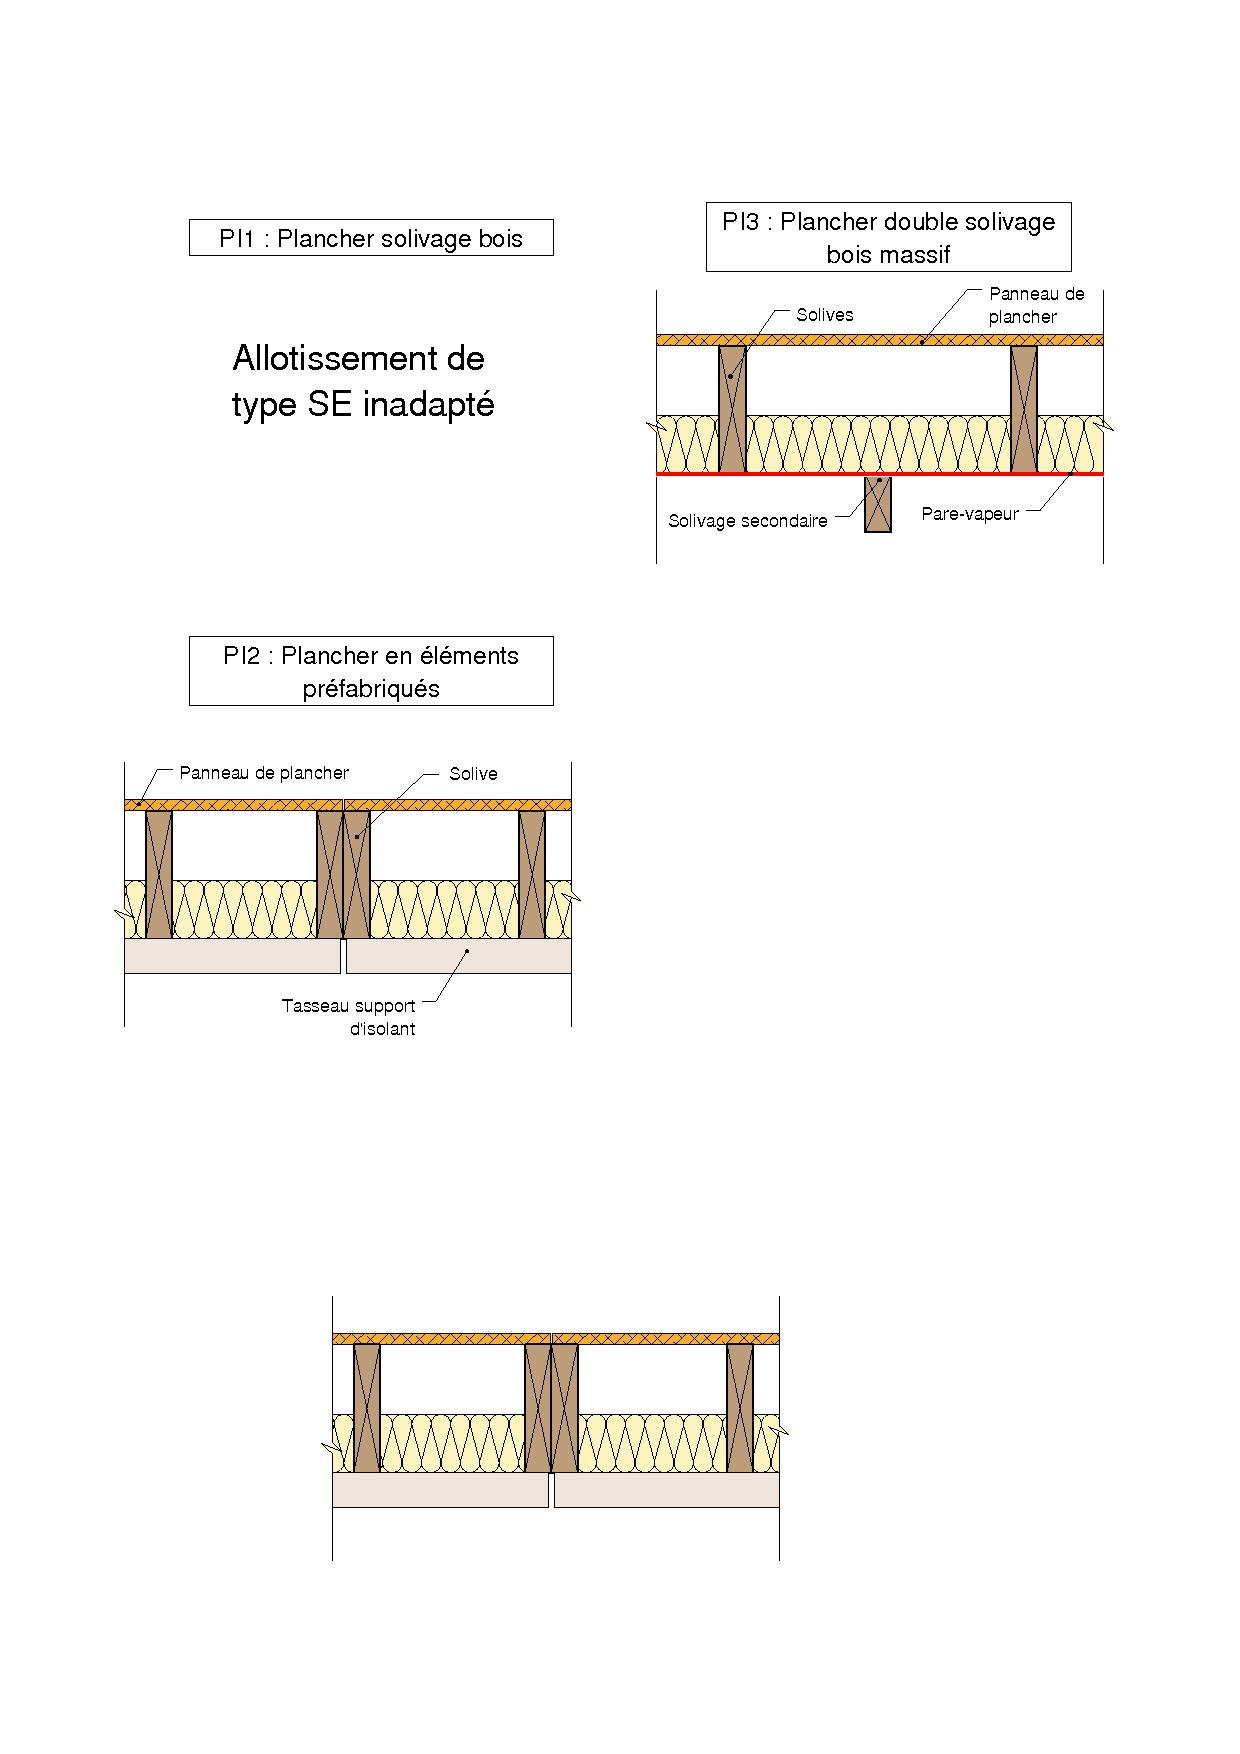 PI1 : Plancher solivage bois
Allotissement de
type SE inadapté
PI3 : Plancher double solivage
bois massif
Panneau de
plancher
Solives
Solivage secondaire
Pare-vapeur
PI2 : Plancher en éléments
préfabriqués
Panneau de plancher
Solive
Tasseau support
d'isolant